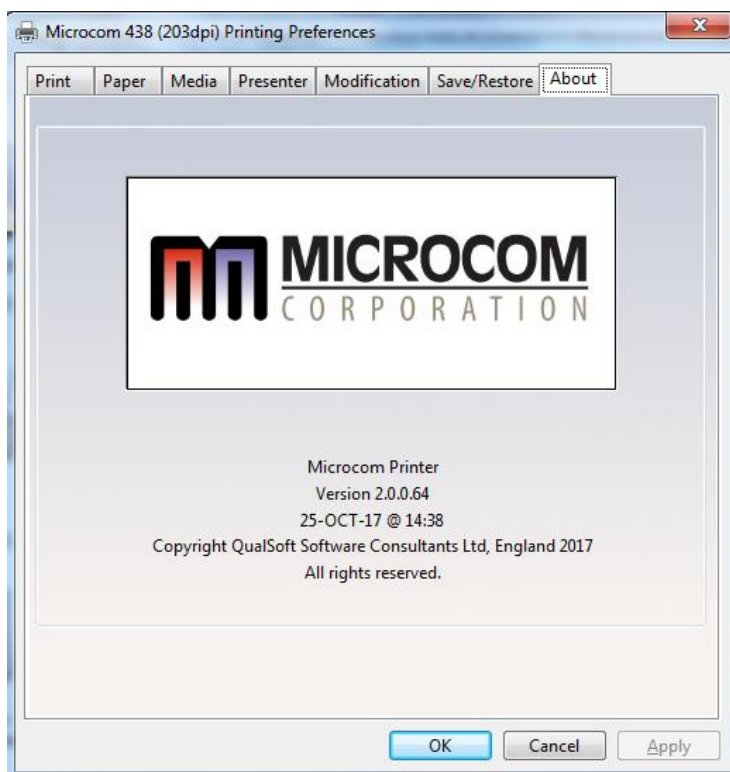 Microcom 438 (203dpi) Printing Preferences
Print Paper Media Presenter Modification Save/Restore About
MICROCOM
CORPORATION
Microcom Printer
Version 2.0.0.64
25-OCT-17 @ 14:38
Copyright QualSoft Software Consultants Ltd, England 2017
All rights reserved.
OK Cancel Apply